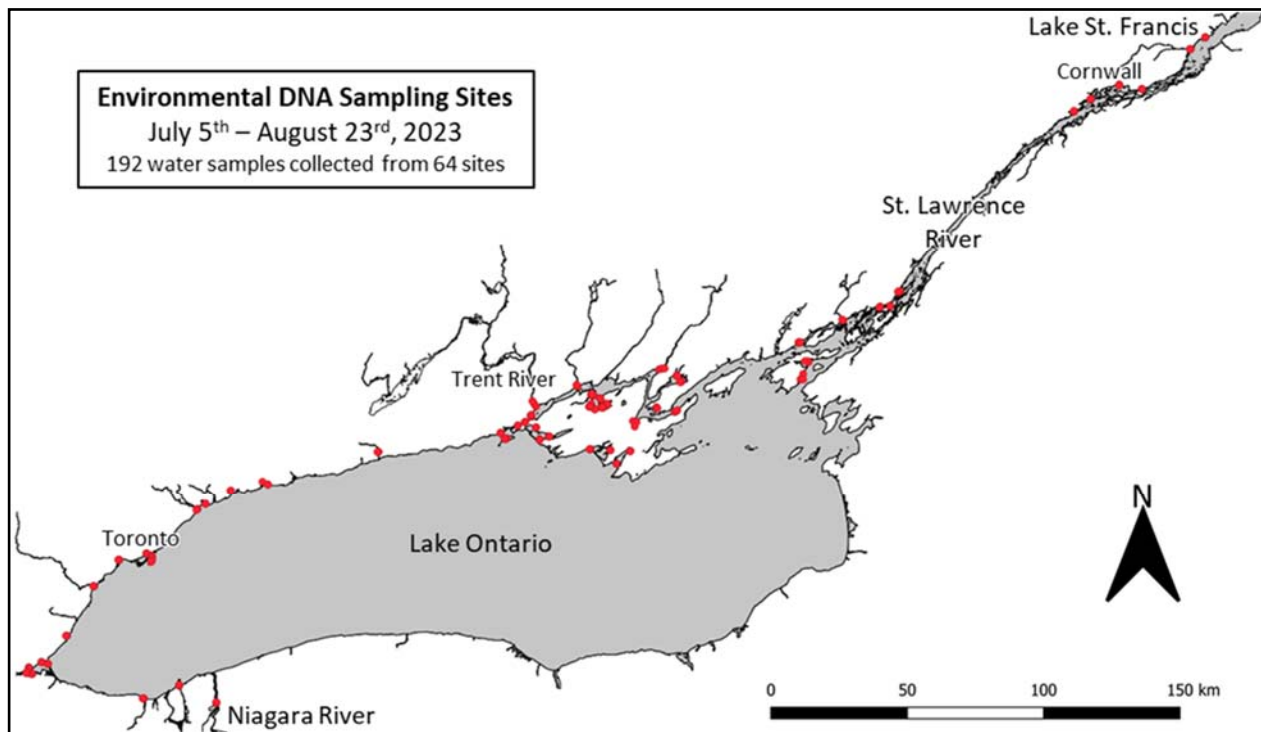 Lake St. Francis
Cornwall
Environmental DNA Sampling Sites
July 5th – August 23rd, 2023
192 water samples collected from 64 sites
St. Lawrence
River
Trent River
Toronto
Lake Ontario
N
Niagara River
0 50 100 150 km